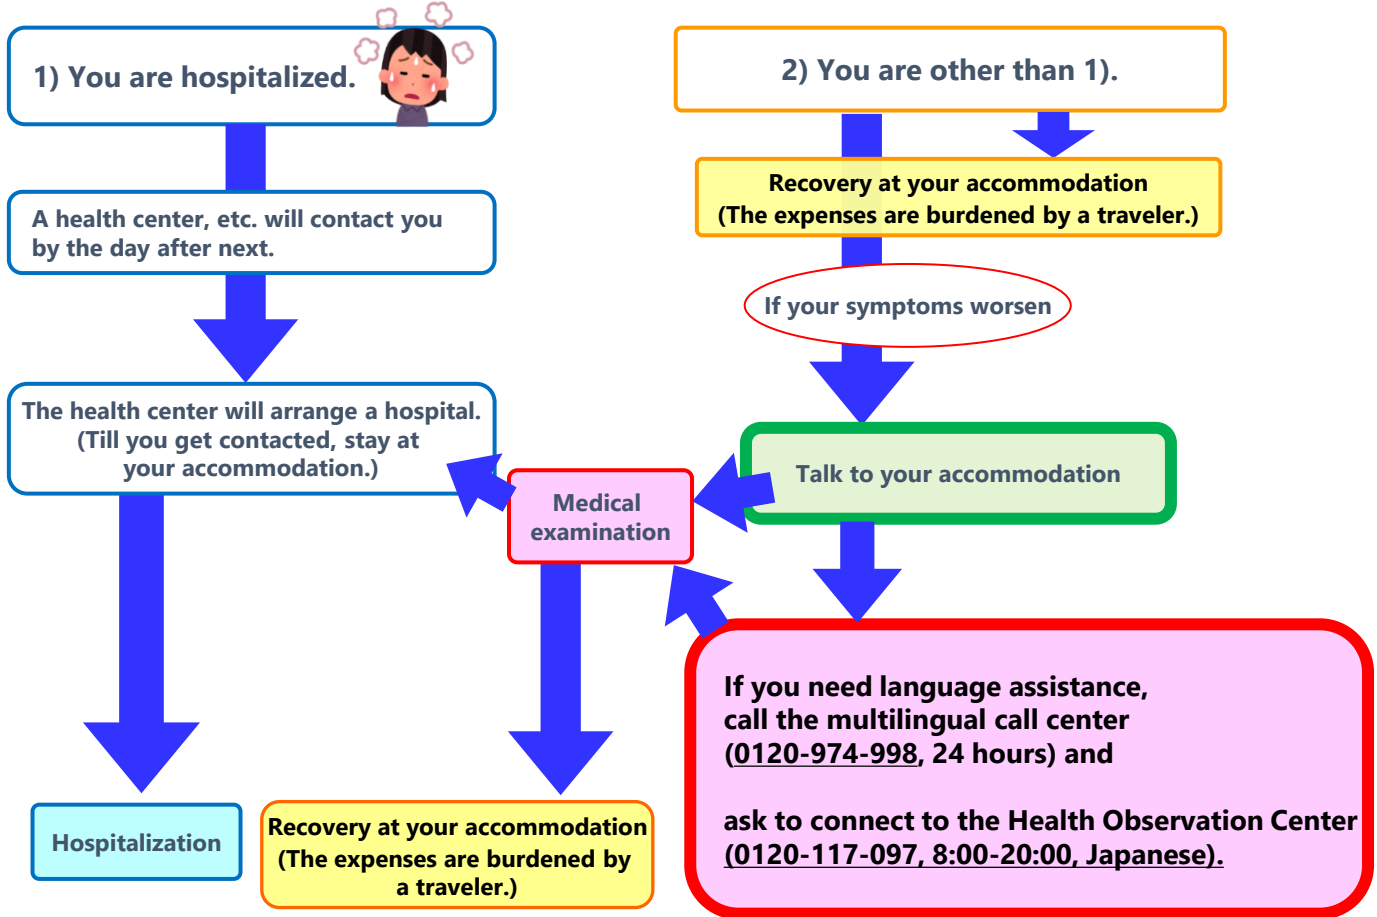 1) You are hospitalized.
A health center, etc. will contact you
by the day after next.
The health center will arrange a hospital.
(Till you get contacted, stay at
your accommodation.)
Hospitalization
2) You are other than 1).
Recovery at your accommodation
(The expenses are burdened by a traveler.)
If your symptoms worsen
Talk to your accommodation
Medical
examination
Recovery at your accommodation
(The expenses are burdened by
a traveler.)
If you need language assistance,
call the multilingual call center
(0120-974-998, 24 hours) and
ask to connect to the Health Observation Center
(0120-117-097, 8:00-20:00, Japanese).